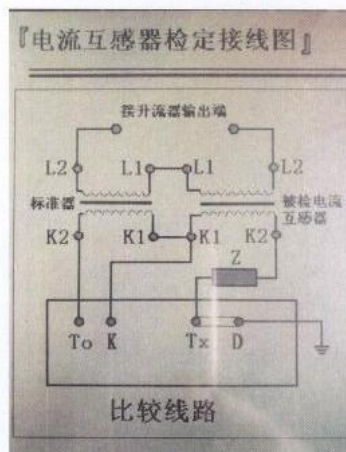 『电流互感器检定接线图』
接升流器输出端
L2 L1 L1 L2
标准器 被检电流
互感器
K2 K1 K1 K2
Z
To K Tx D
比较线路